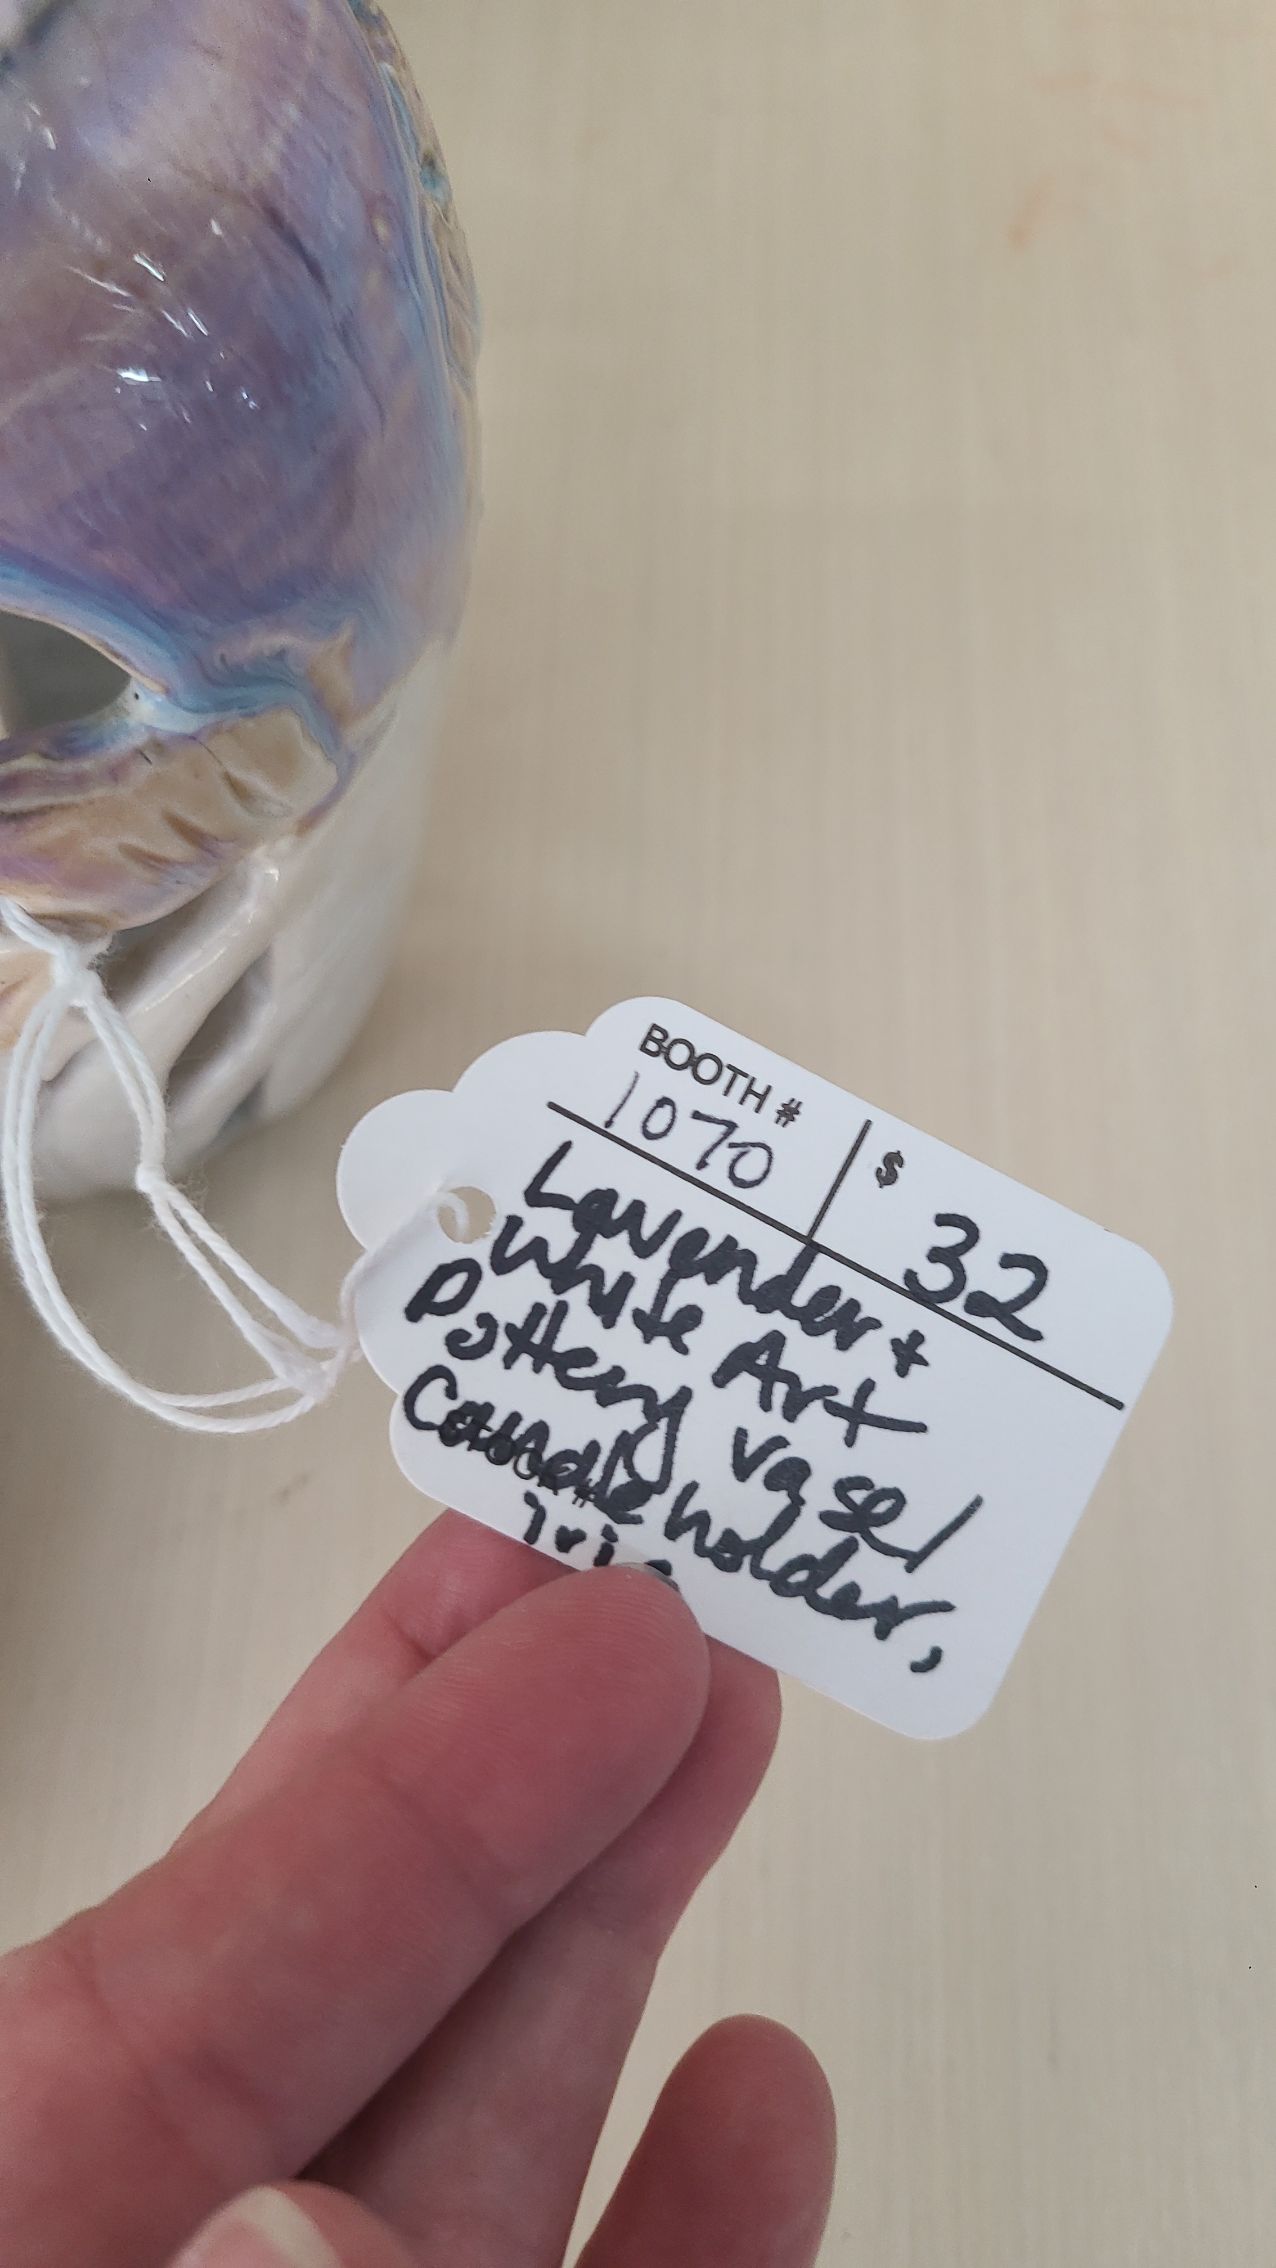 BOOTH #
1070
$ 32
Lavender +
White Art
Pottery vase/
Candle holder,